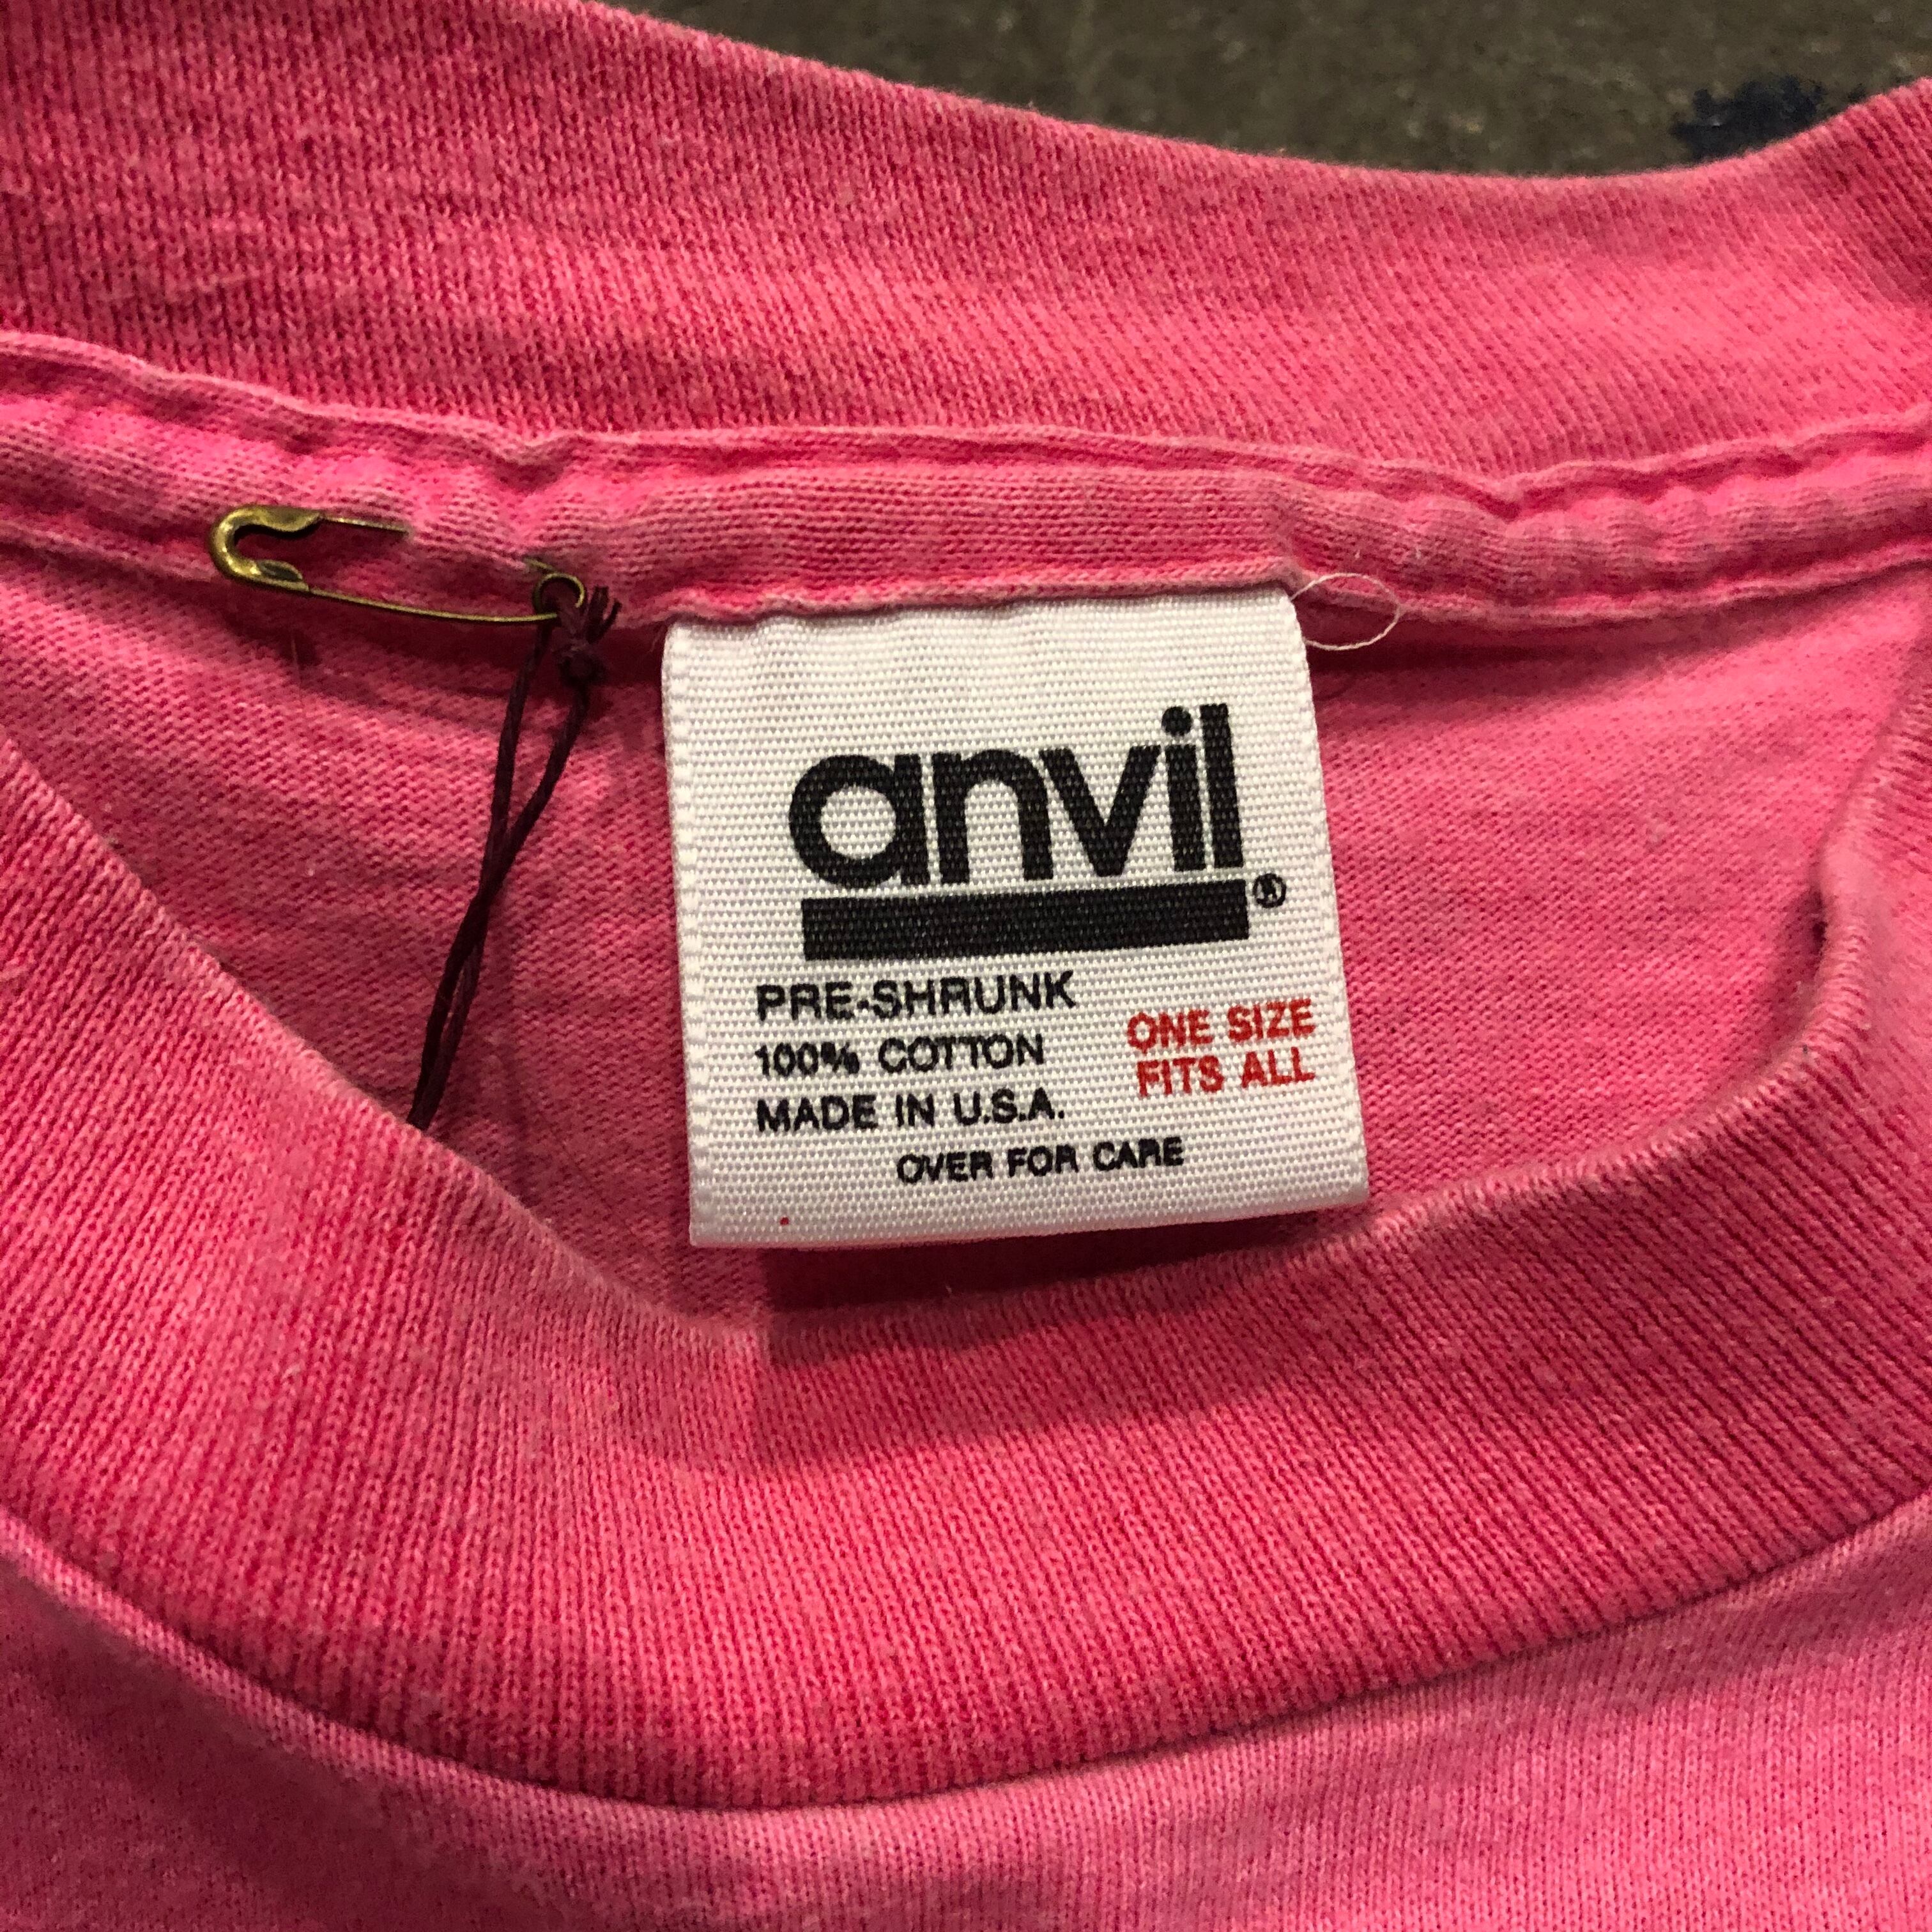 anvil®
PRE-SHRUNK
100% COTTON
MADE IN U.S.A.
ONE SIZE
FITS ALL
OVER FOR CARE